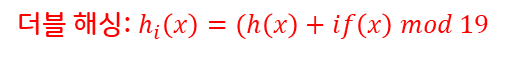 더블 해싱: hᵢ(x) = (h(x) + if(x) mod 19